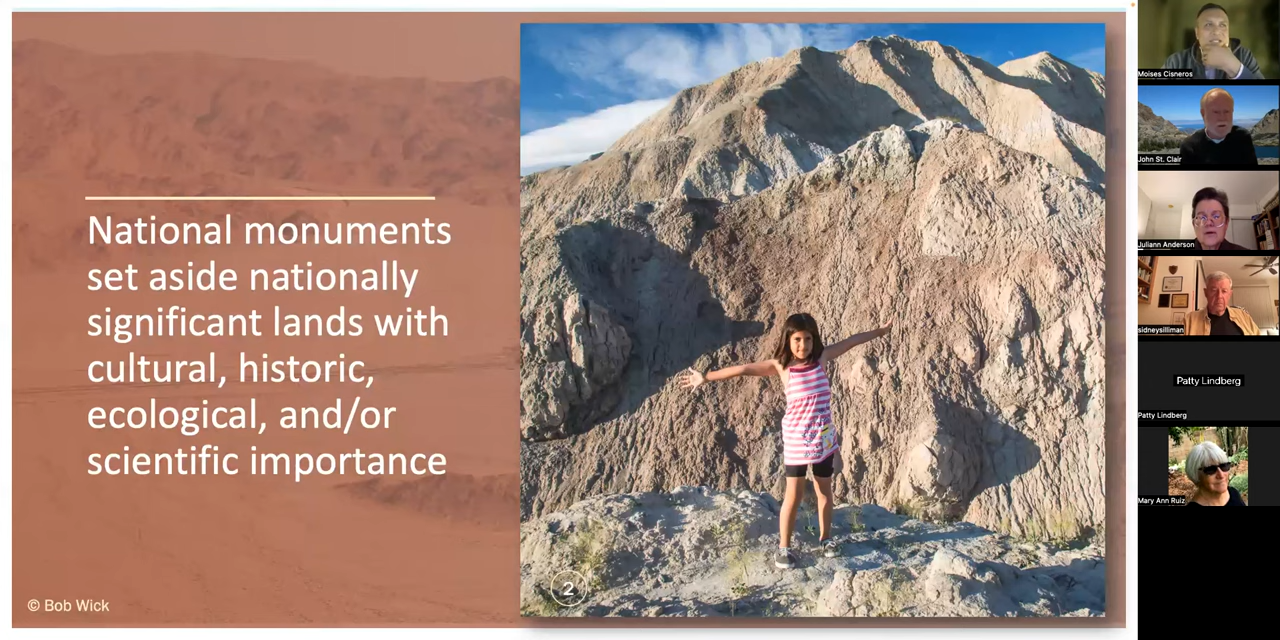 National monuments
set aside nationally
significant lands with
cultural, historic,
ecological, and/or
scientific importance
© Bob Wick
2
Moises Cisneros
John St. Clair
Juliann Anderson
sidneysilliman
Patty Lindberg
Patty Lindberg
Mary Ann Ruiz